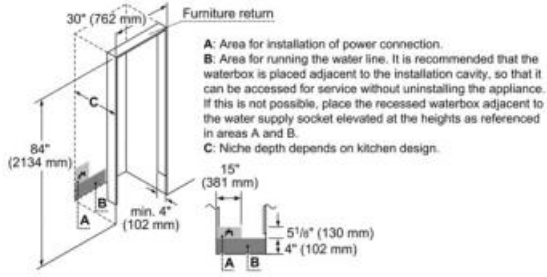 30" (762 mm)
Furniture return
A: Area for installation of power connection.
B: Area for running the water line. It is recommended that the
waterbox is placed adjacent to the installation cavity, so that it
can be accessed for service without uninstalling the appliance.
If this is not possible, place the recessed waterbox adjacent to
the water supply socket elevated at the heights as referenced
in areas A and B.
C: Niche depth depends on kitchen design.
C
84"
(2134 mm)
B
A
min. 4"
(102 mm)
15"
(381 mm)
5 1/8" (130 mm)
4" (102 mm)
A
B